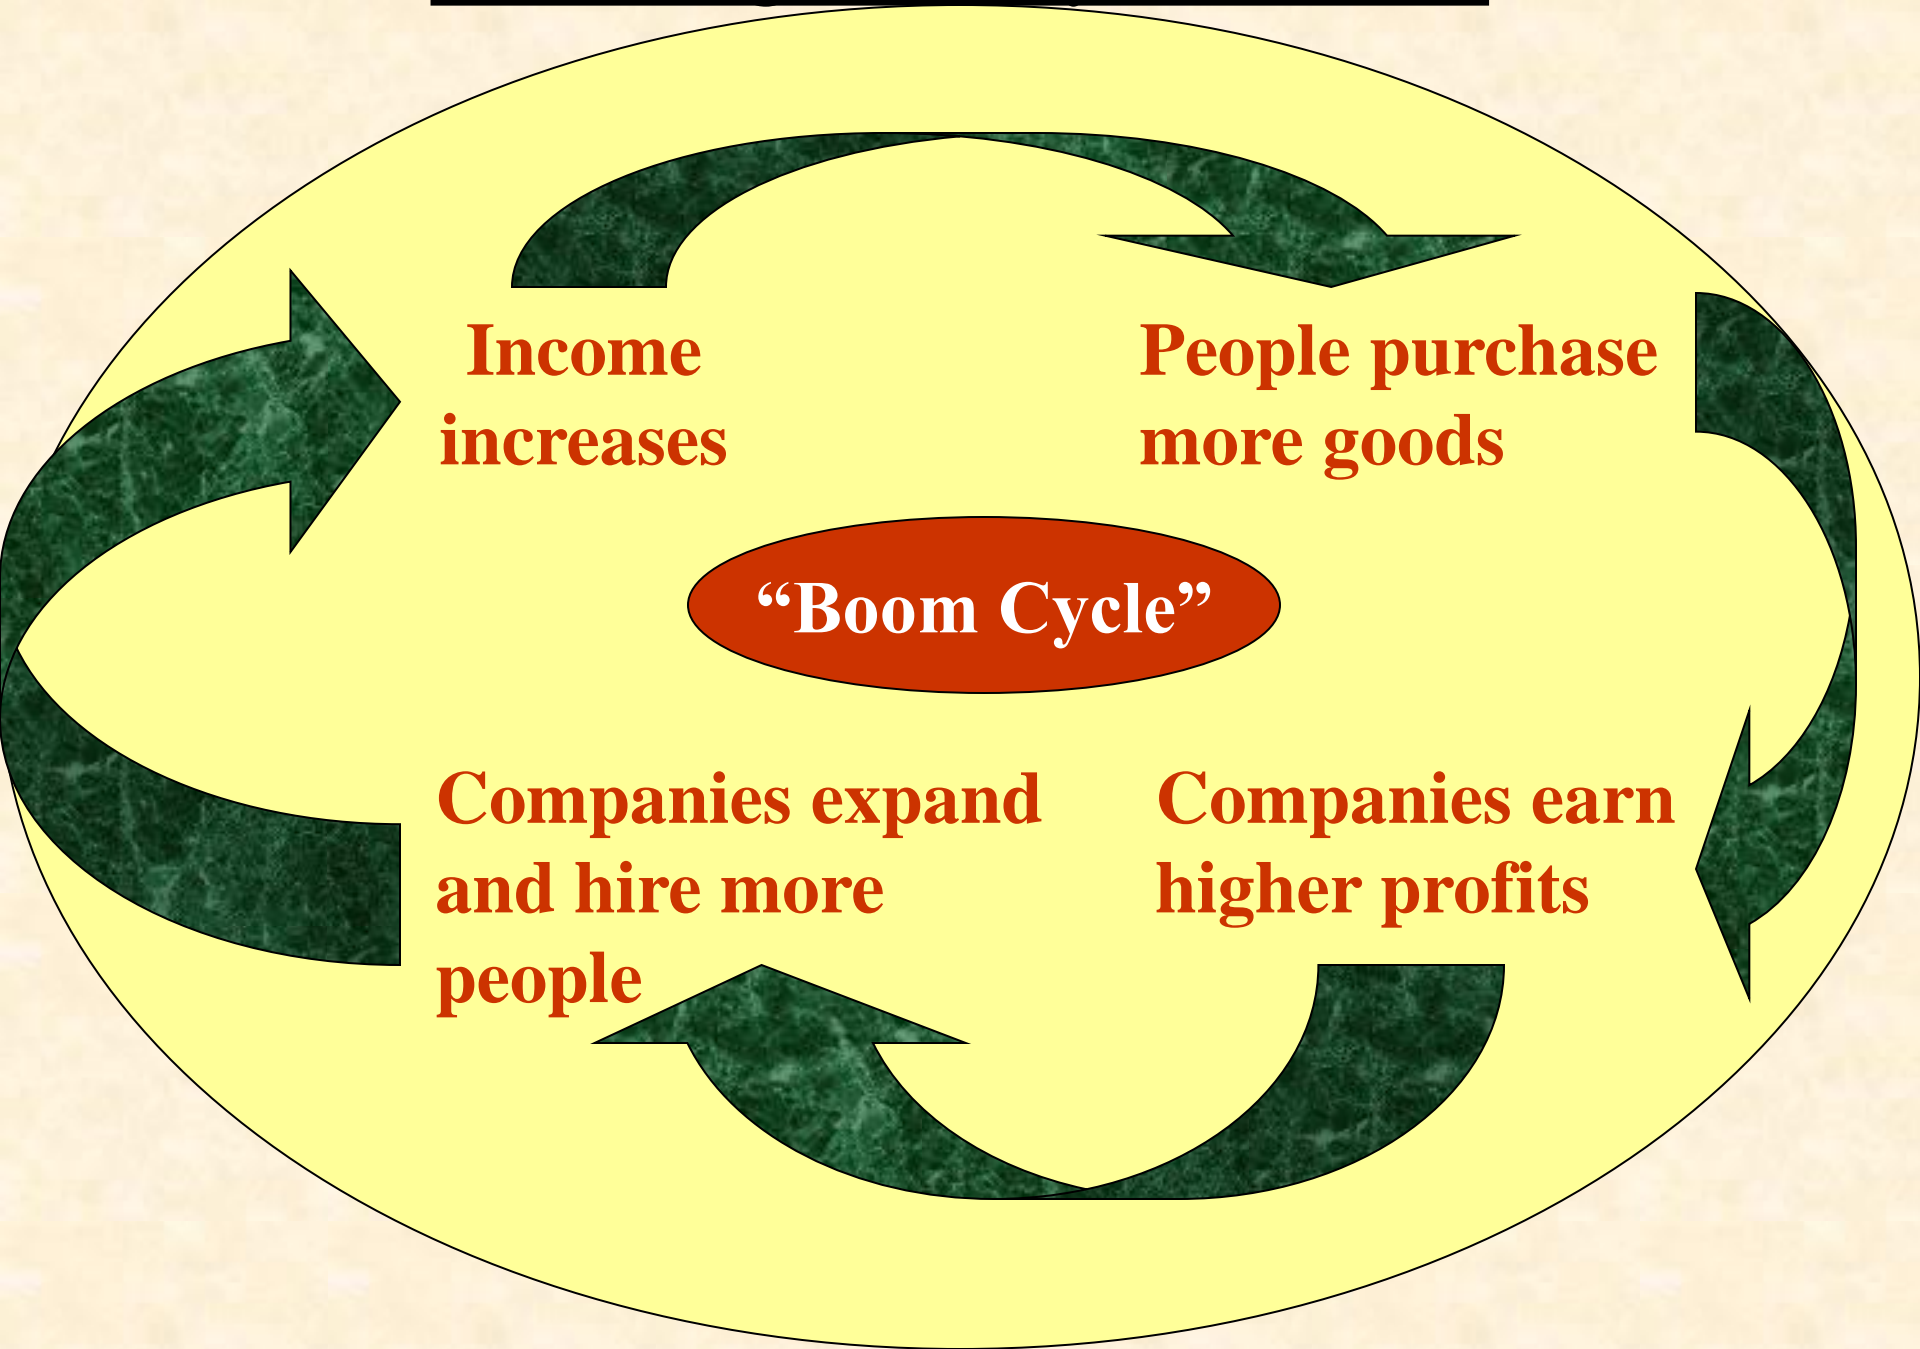 Income
increases
People purchase
more goods
“Boom Cycle”
Companies expand
and hire more
people
Companies earn
higher profits